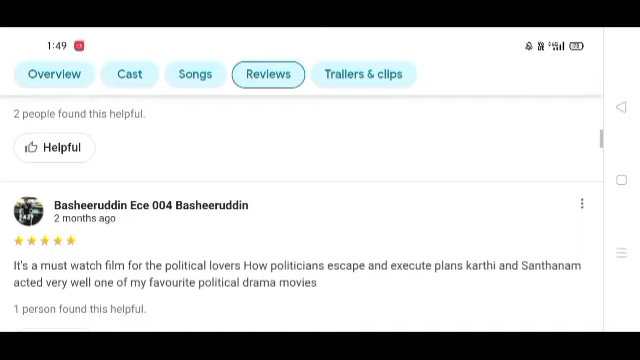 1:49
Overview Cast Songs Reviews Trailers & clips
2 people found this helpful.
Helpful
Basheeruddin Ece 004 Basheeruddin
2 months ago
It's a must watch film for the political lovers How politicians escape and execute plans karthi and Santhanam
acted very well one of my favourite political drama movies
1 person found this helpful.